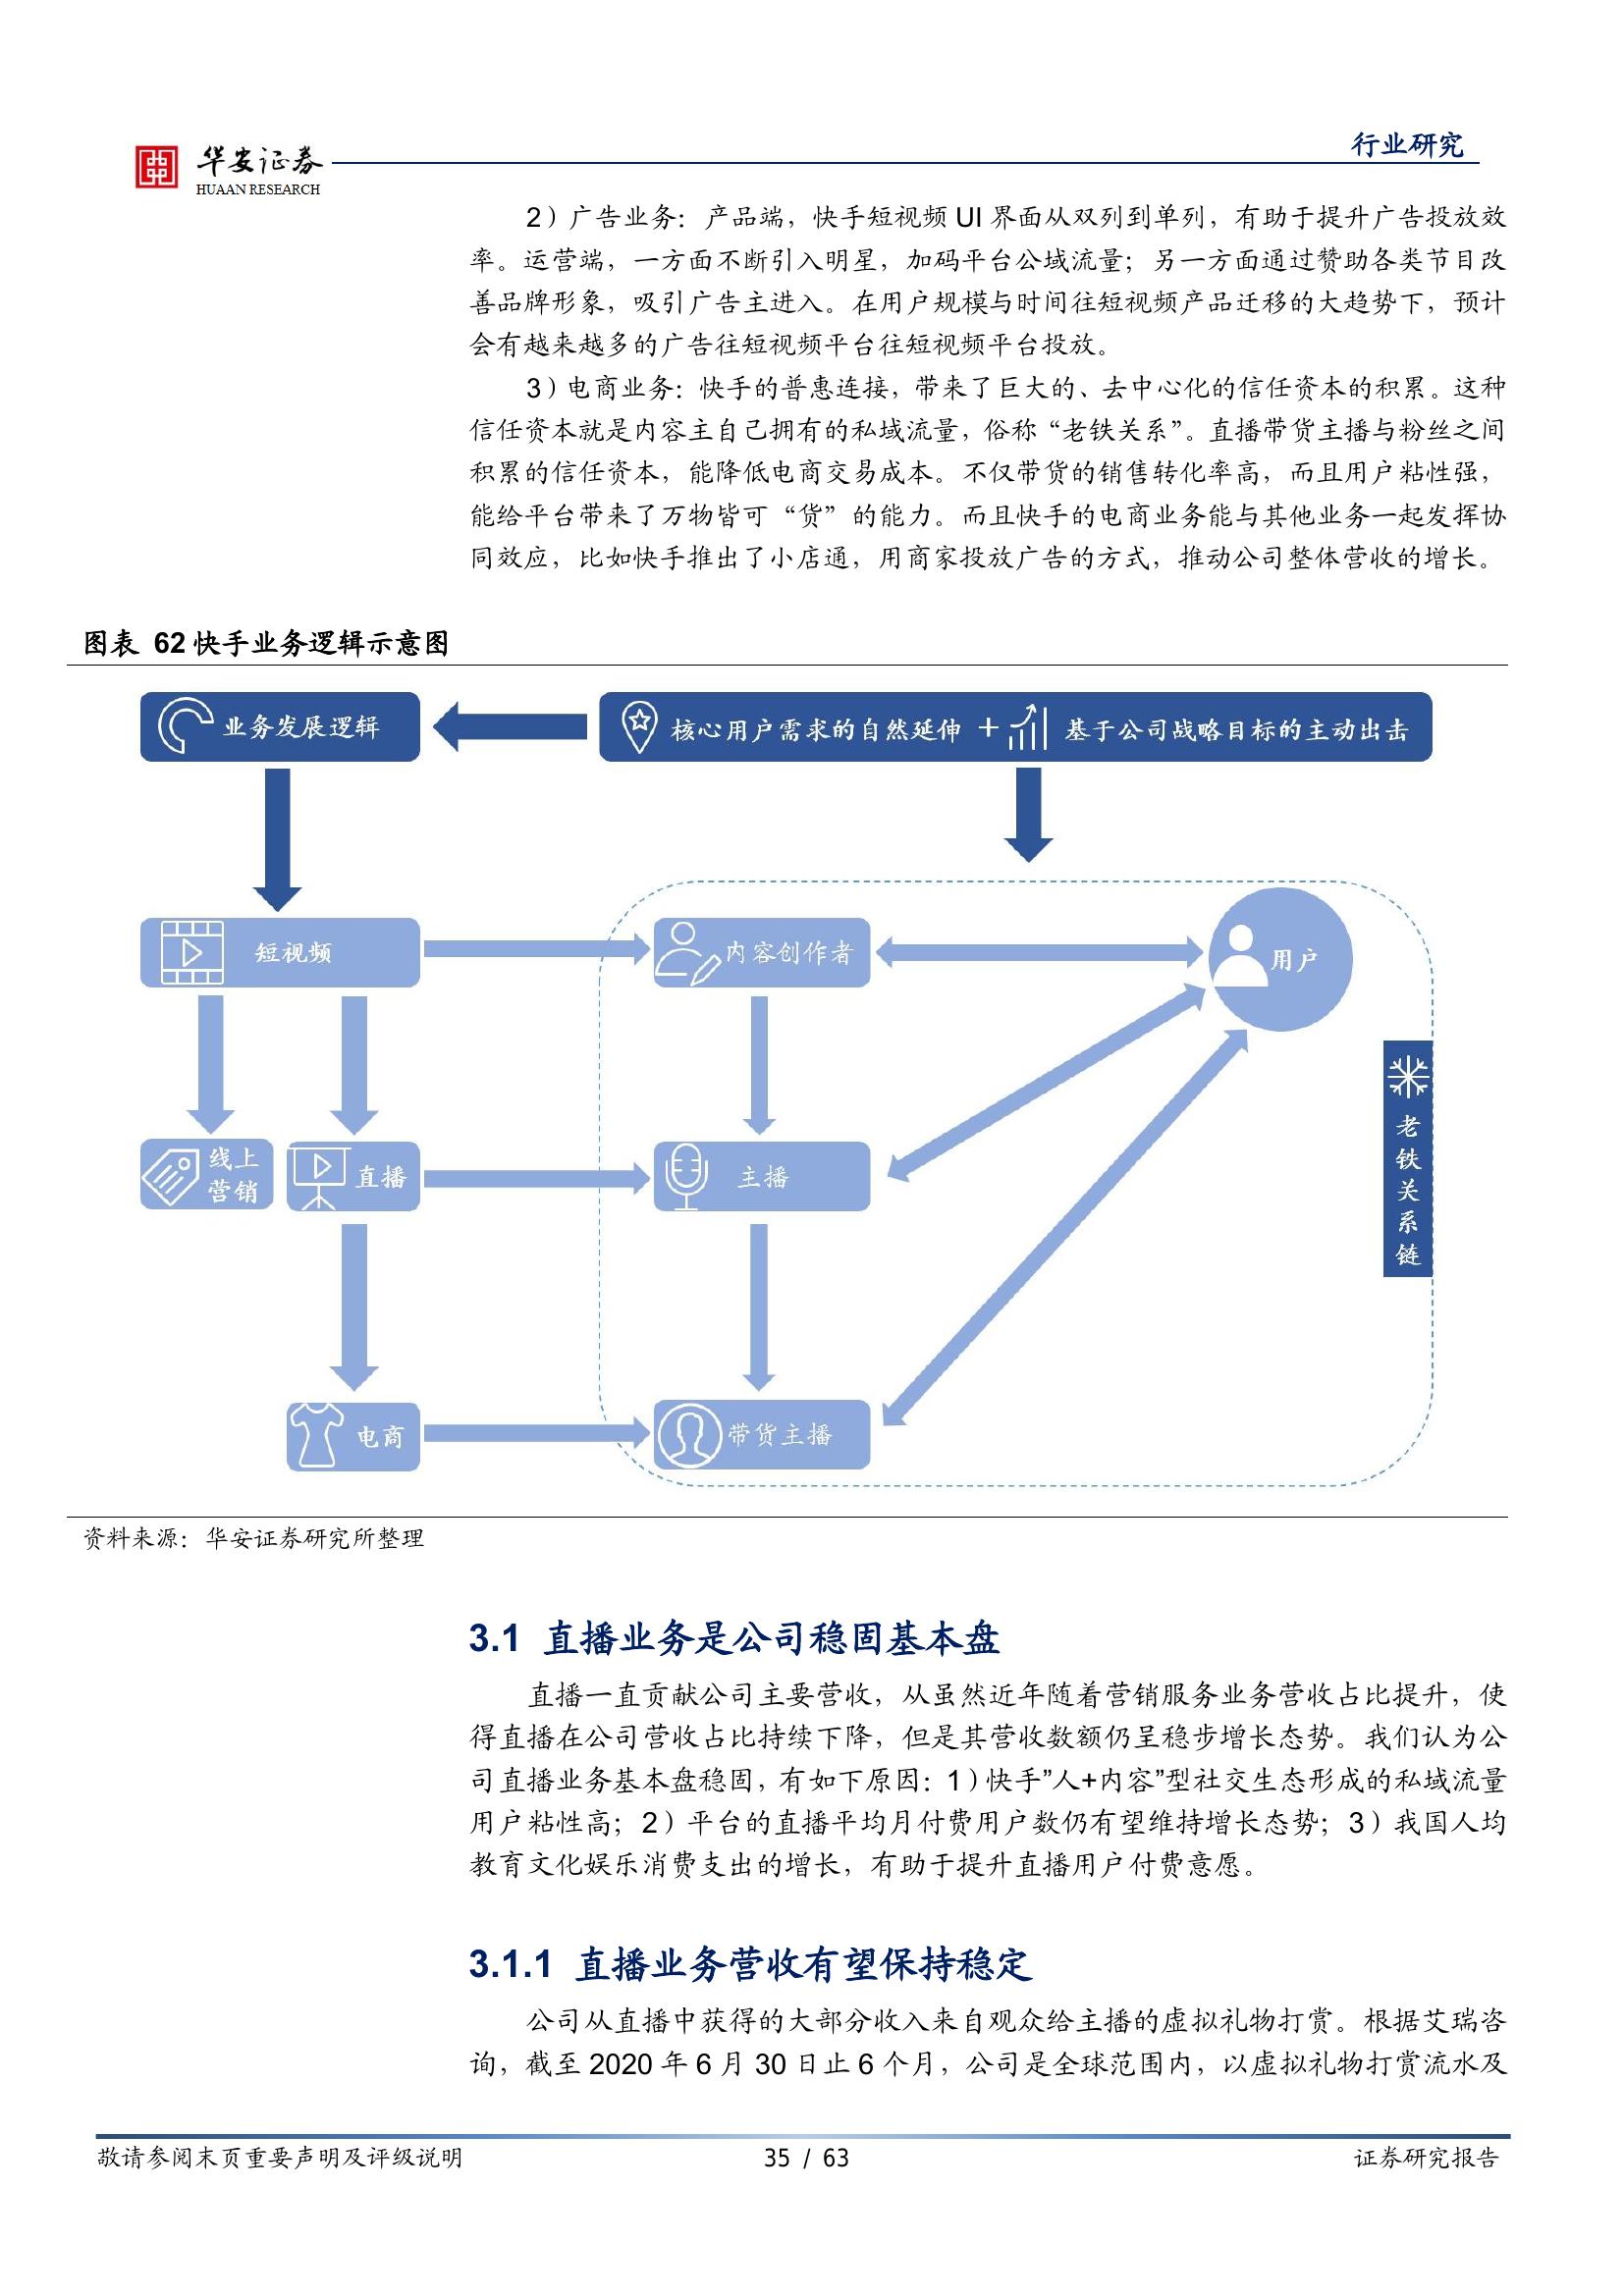 华安证券
HUAAN RESEARCH
行业研究
2）广告业务：产品端，快手短视频 UI 界面从双列到单列，有助于提升广告投放效
率。运营端，一方面不断引入明星，加码平台公域流量；另一方面通过赞助各类节目改
善品牌形象，吸引广告主进入。在用户规模与时间往短视频产品迁移的大趋势下，预计
会有越来越多的广告往短视频平台往短视频平台投放。
3）电商业务：快手的普惠连接，带来了巨大的、去中心化的信任资本的积累。这种
信任资本就是内容主自己拥有的私域流量，俗称“老铁关系”。直播带货主播与粉丝之间
积累的信任资本，能降低电商交易成本。不仅带货的销售转化率高，而且用户粘性强，
能给平台带来了万物皆可“货”的能力。而且快手的电商业务能与其他业务一起发挥协
同效应，比如快手推出了小店通，用商家投放广告的方式，推动公司整体营收的增长。
图表 62 快手业务逻辑示意图
业务发展逻辑
核心用户需求的自然延伸 + 基于公司战略目标的主动出击
短视频
内容创作者
用户
线上
营销
直播
主播
老铁关系链
电商
带货主播
资料来源：华安证券研究所整理
3.1 直播业务是公司稳固基本盘
直播一直贡献公司主要营收，从虽然近年随着营销服务业务营收占比提升，使
得直播在公司营收占比持续下降，但是其营收数额仍呈稳步增长态势。我们认为公
司直播业务基本盘稳固，有如下原因：1）快手”人+内容”型社交生态形成的私域流量
用户粘性高；2）平台的直播平均月付费用户数仍有望维持增长态势；3）我国人均
教育文化娱乐消费支出的增长，有助于提升直播用户付费意愿。
3.1.1 直播业务营收有望保持稳定
公司从直播中获得的大部分收入来自观众给主播的虚拟礼物打赏。根据艾瑞咨
询，截至 2020 年 6 月 30 日止 6 个月，公司是全球范围内，以虚拟礼物打赏流水及
敬请参阅末页重要声明及评级说明
35 / 63
证券研究报告